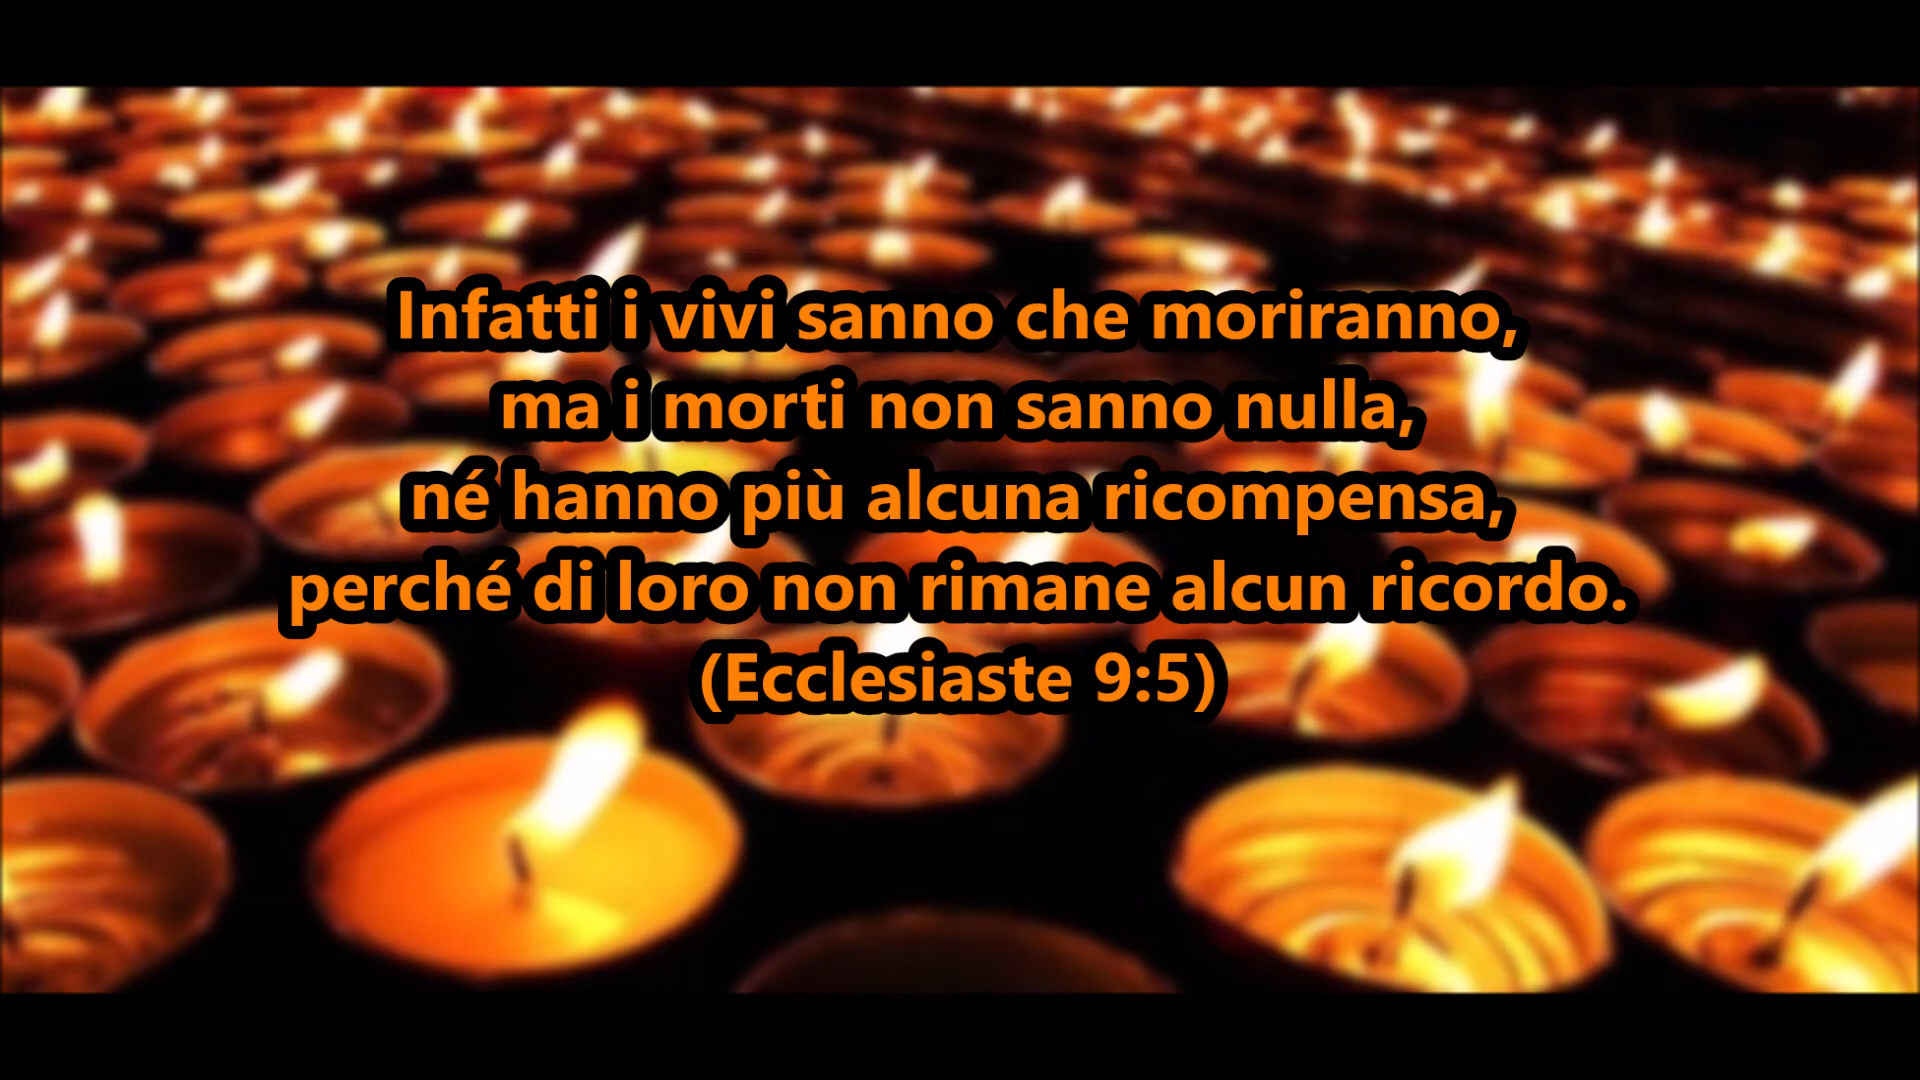 Infatti i vivi sanno che moriranno,
ma i morti non sanno nulla,
né hanno più alcuna ricompensa,
perché di loro non rimane alcun ricordo.
(Ecclesiaste 9:5)